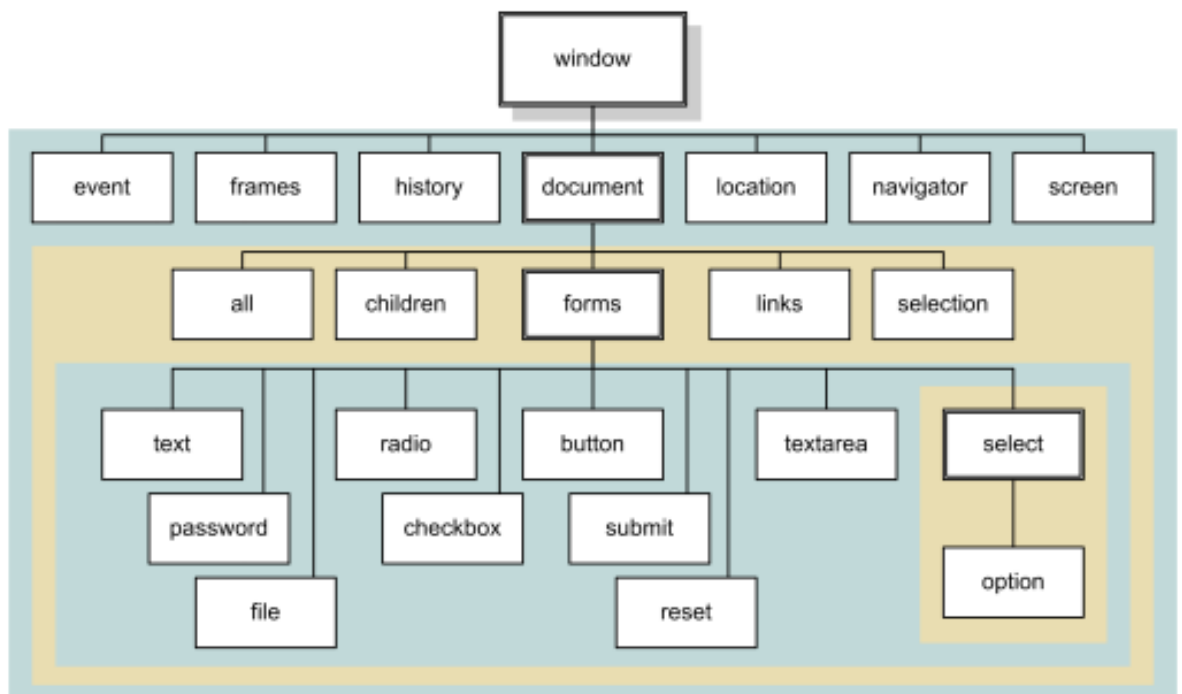 window
event
frames
history
document
location
navigator
screen
all
children
forms
links
selection
text
radio
button
textarea
select
password
checkbox
submit
option
file
reset